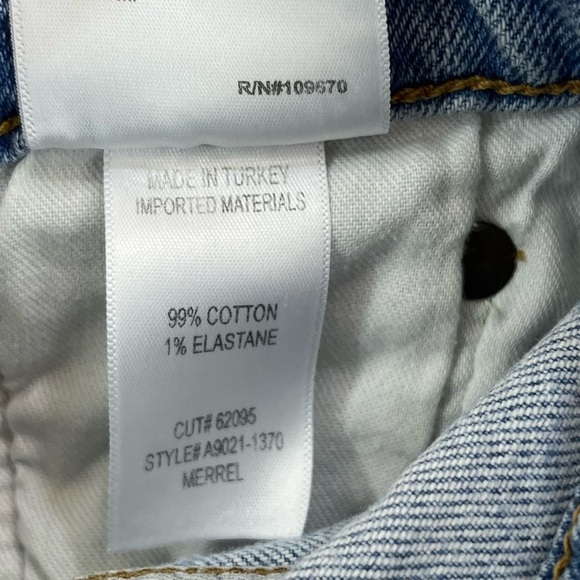 R/N#109670
MADE IN TURKEY
IMPORTED MATERIALS
99% COTTON
1% ELASTANE
CUT# 62095
STYLE# A9021-1370
MERREL